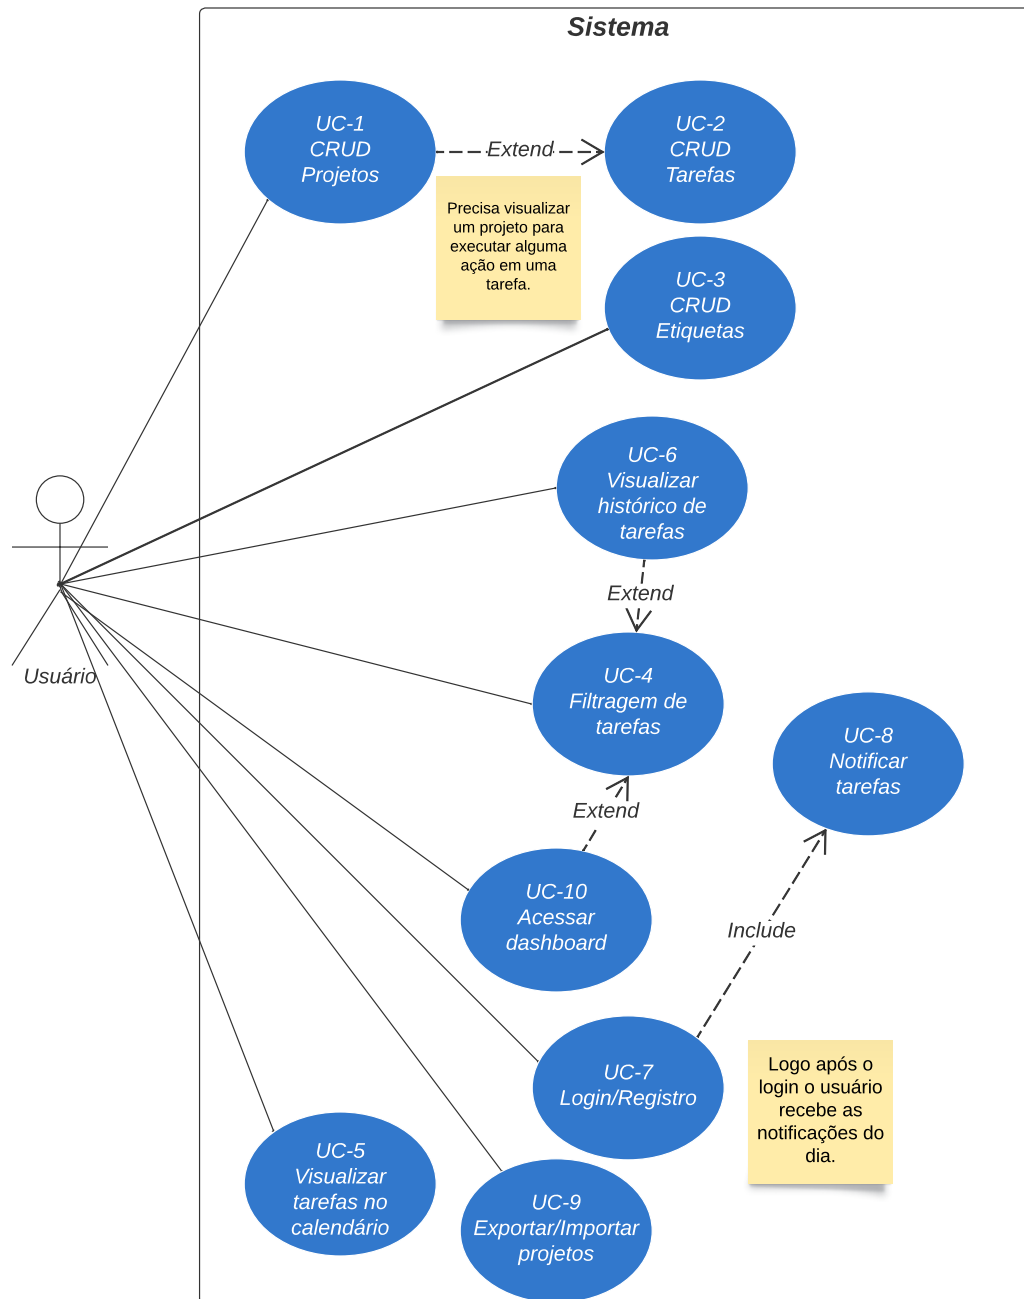 Sistema
UC-1
CRUD
Projetos
Extend
UC-2
CRUD
Tarefas
Precisa visualizar
um projeto para
executar alguma
ação em uma
tarefa.
UC-3
CRUD
Etiquetas
UC-6
Visualizar
histórico de
tarefas
Extend
Usuário
UC-4
Filtragem de
tarefas
UC-8
Notificar
tarefas
Extend
UC-10
Acessar
dashboard
Include
UC-7
Login/Registro
Logo após o
login o usuário
recebe as
notificações do
dia.
UC-5
Visualizar
tarefas no
calendário
UC-9
Exportar/Importar
projetos